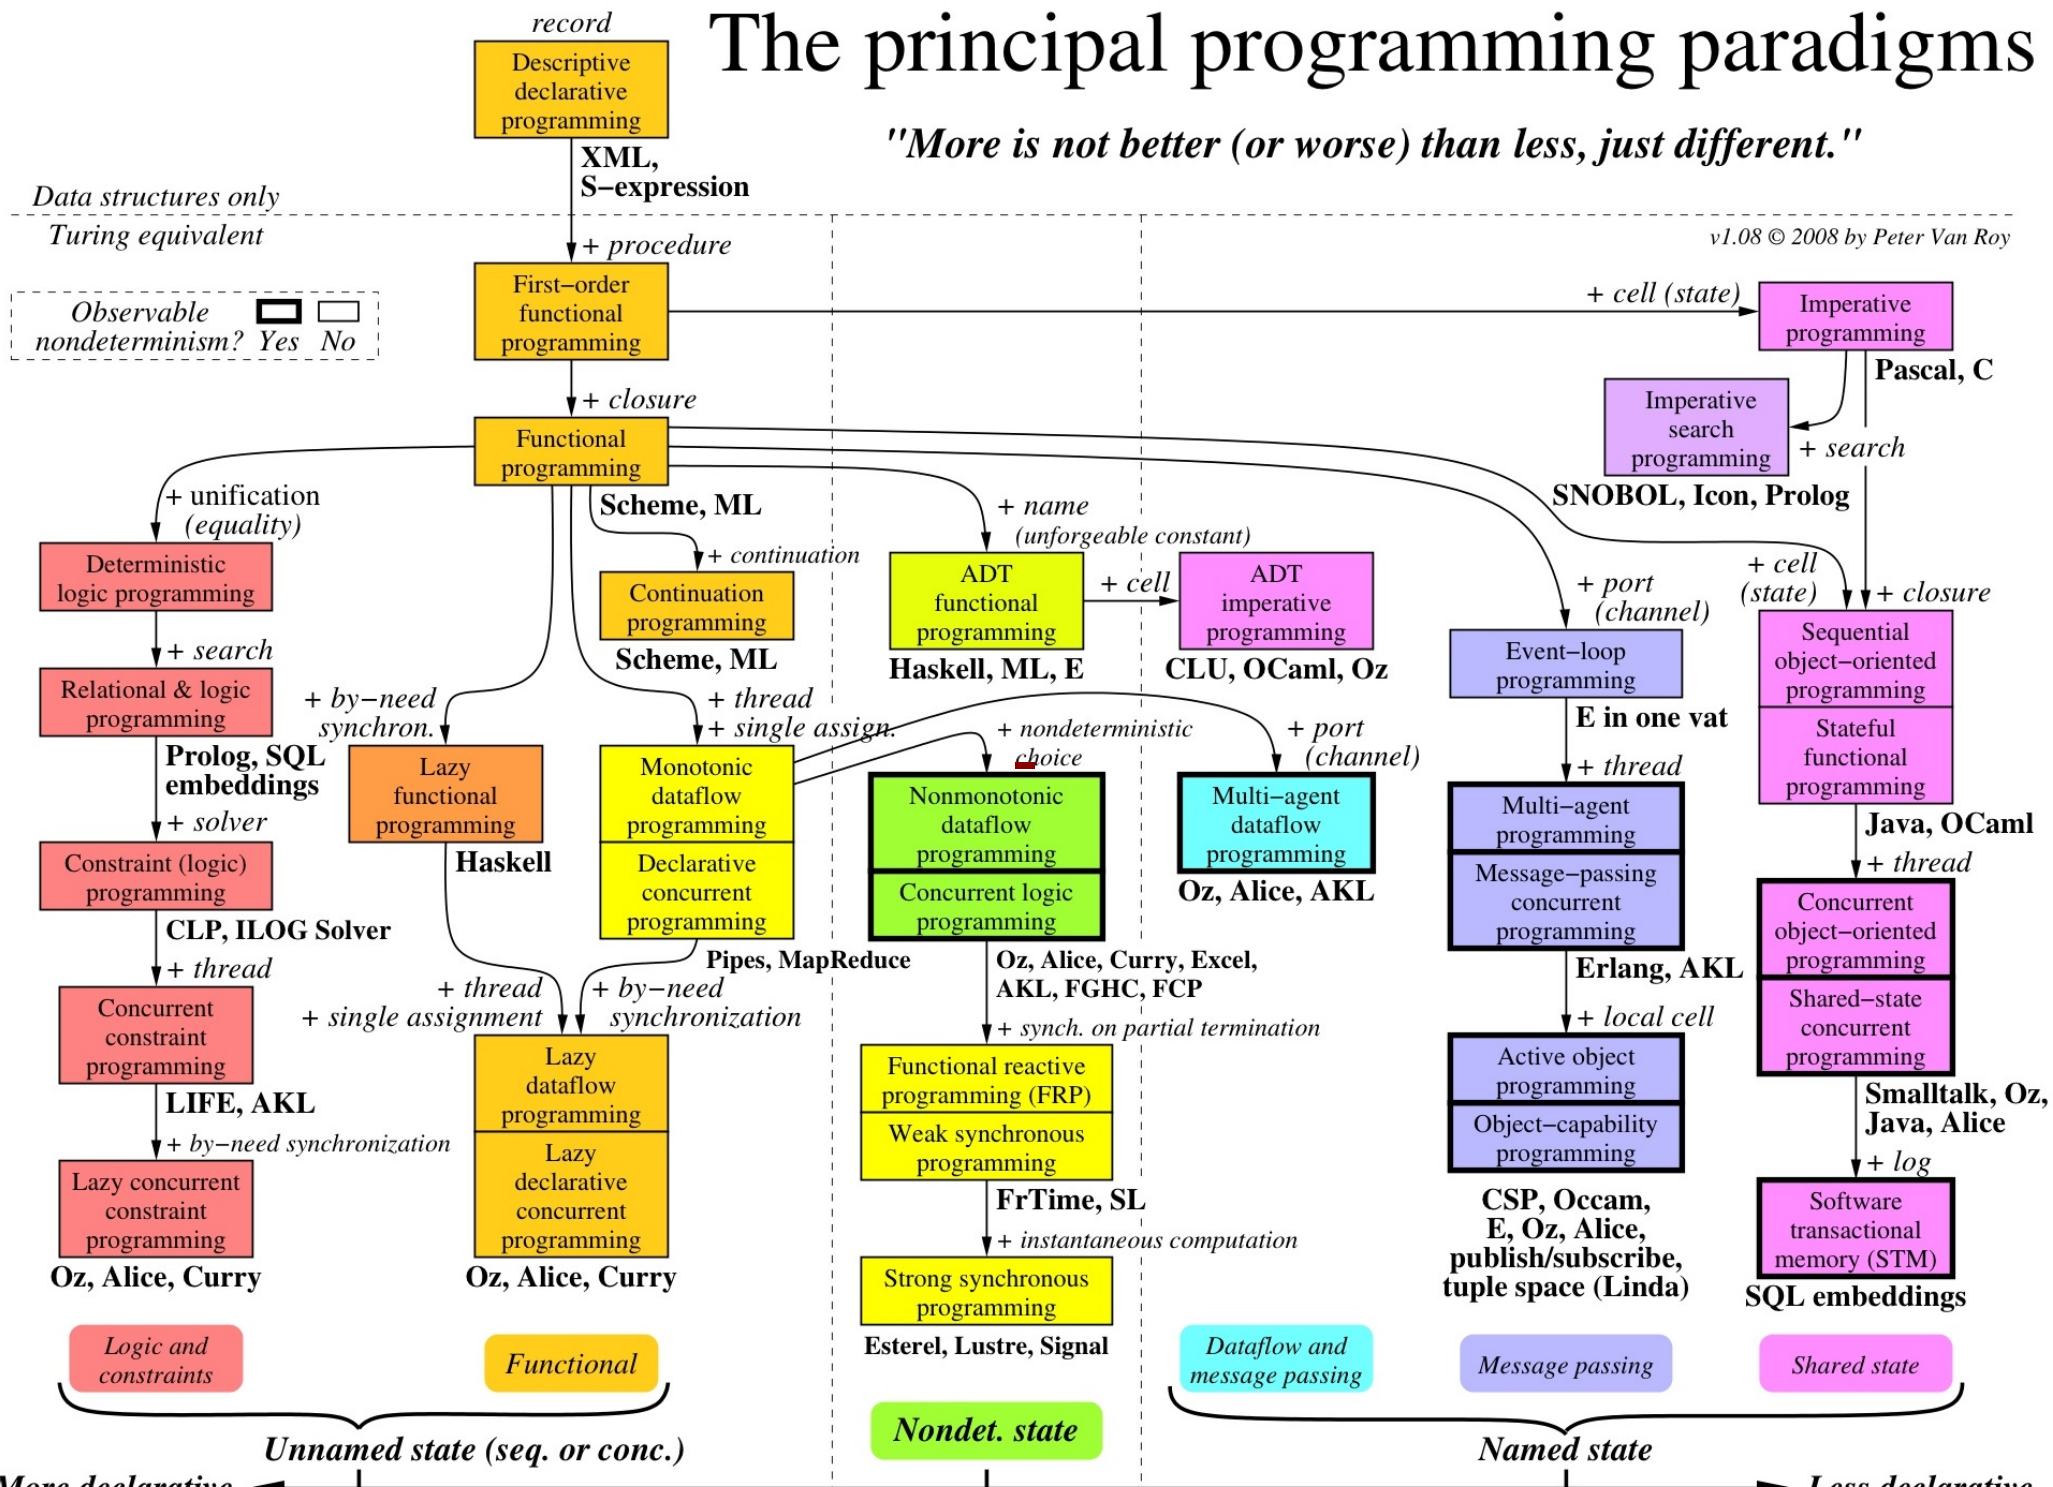 record
The principal programming paradigms
Descriptive
declarative
programming
"More is not better (or worse) than less, just different."
XML,
S−expression
Data structures only
Turing equivalent
+ procedure
v1.08 © 2008 by Peter Van Roy
Observable
nondeterminism? Yes No
First−order
functional
programming
+ cell (state)
Imperative
programming
Pascal, C
+ closure
Imperative
search
programming
+ search
SNOBOL, Icon, Prolog
Functional
programming
Scheme, ML
+ unification
(equality)
+ continuation
+ name
(unforgeable constant)
Deterministic
logic programming
Continuation
programming
Scheme, ML
ADT
functional
programming
Haskell, ML, E
+ cell
ADT
imperative
programming
CLU, OCaml, Oz
+ port
(channel)
+ cell
(state)
+ closure
Event−loop
programming
E in one vat
Sequential
object−oriented
programming
Stateful
functional
programming
Java, OCaml
+ search
Relational & logic
programming
Prolog, SQL
embeddings
+ by−need
synchron.
+ thread
+ single assign.
+ nondeterministic
choice
+ port
(channel)
+ thread
Lazy
functional
programming
Haskell
Monotonic
dataflow
programming
Declarative
concurrent
programming
Pipes, MapReduce
Nonmonotonic
dataflow
programming
Concurrent logic
programming
Oz, Alice, Curry, Excel,
AKL, FGHC, FCP
Multi−agent
dataflow
programming
Oz, Alice, AKL
Multi−agent
programming
Message−passing
concurrent
programming
Erlang, AKL
+ thread
Concurrent
object−oriented
programming
Shared−state
concurrent
programming
Smalltalk, Oz,
Java, Alice
+ solver
Constraint (logic)
programming
CLP, ILOG Solver
+ thread
Concurrent
constraint
programming
LIFE, AKL
+ by−need synchronization
Lazy concurrent
constraint
programming
Oz, Alice, Curry
+ thread
+ single assignment
+ by−need
synchronization
Lazy
dataflow
programming
Lazy
declarative
concurrent
programming
Oz, Alice, Curry
+ synch. on partial termination
Functional reactive
programming (FRP)
Weak synchronous
programming
FrTime, SL
+ instantaneous computation
Strong synchronous
programming
Esterel, Lustre, Signal
+ local cell
Active object
programming
Object−capability
programming
CSP, Occam,
E, Oz, Alice,
publish/subscribe,
tuple space (Linda)
+ log
Software
transactional
memory (STM)
SQL embeddings
Logic and
constraints
Functional
Dataflow and
message passing
Message passing
Shared state
Unnamed state (seq. or conc.)
Nondet. state
Named state
More declarative
Less declarative